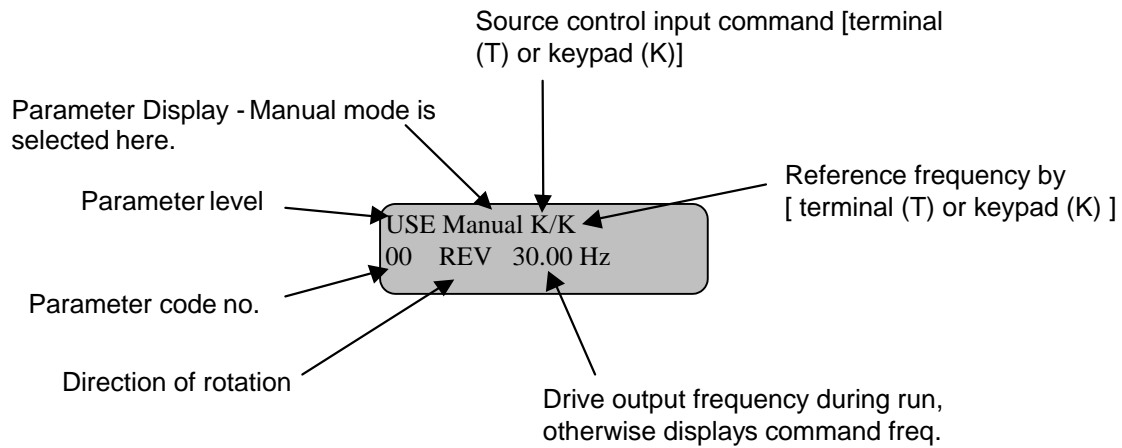 Source control input command [terminal
(T) or keypad (K)]
Parameter Display - Manual mode is
selected here.
Parameter level
Reference frequency by
[ terminal (T) or keypad (K) ]
USE Manual K/K
00 REV 30.00 Hz
Parameter code no.
Direction of rotation
Drive output frequency during run,
otherwise displays command freq.